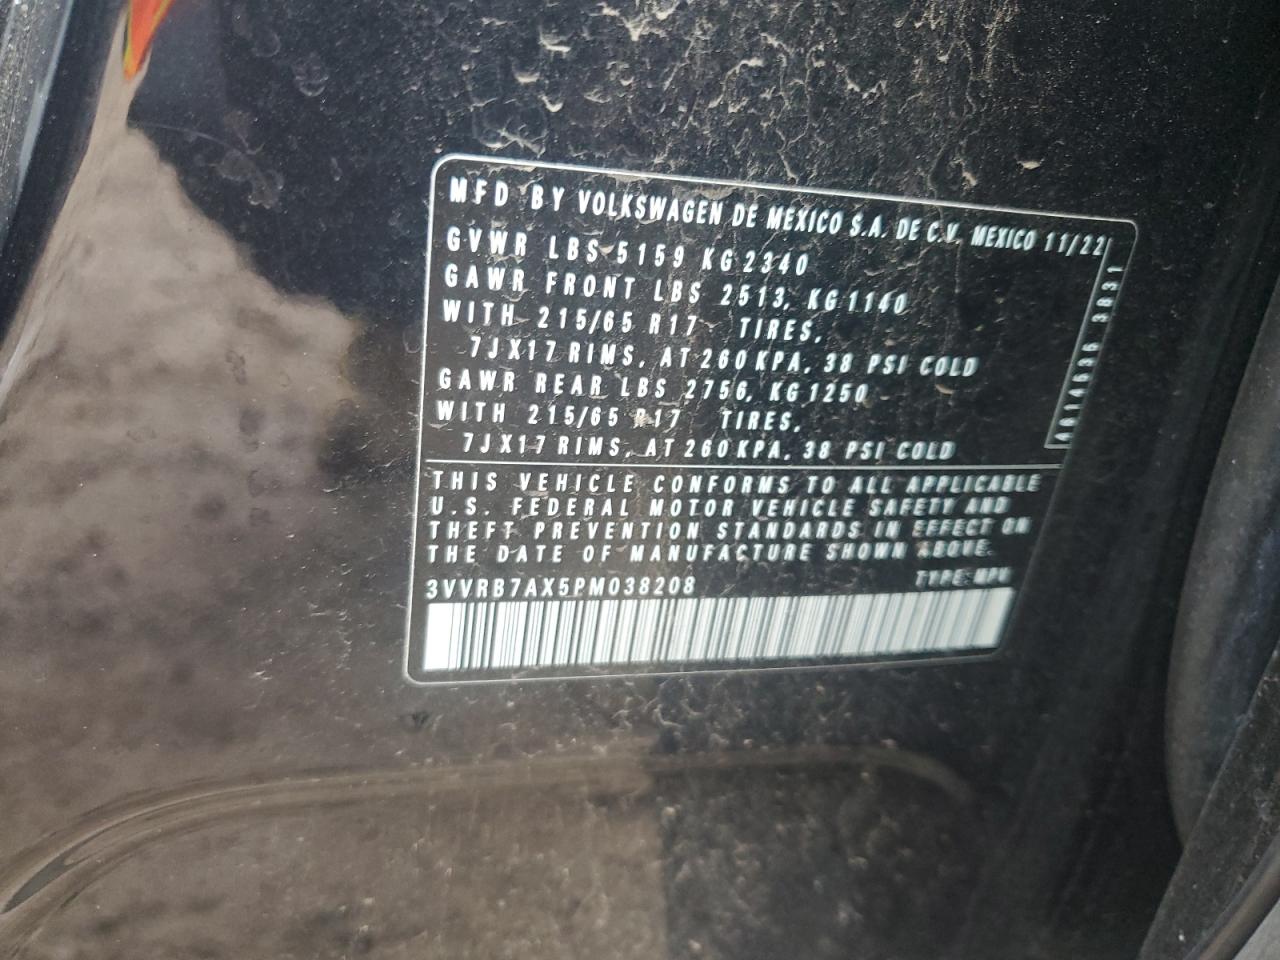 MFD BY VOLKSWAGEN DE MEXICO S.A. DE C.V. MEXICO 11/22
GVWR LBS 5159 KG 2340
GAWR FRONT LBS 2513, KG 1140
WITH 215/65 R17 TIRES,
7JX17 RIMS, AT 260 KPA, 38 PSI COLD
GAWR REAR LBS 2756, KG 1250
WITH 215/65 R17 TIRES,
7JX17 RIMS, AT 260 KPA, 38 PSI COLD
THIS VEHICLE CONFORMS TO ALL APPLICABLE
U.S. FEDERAL MOTOR VEHICLE SAFETY AND
THEFT PREVENTION STANDARDS IN EFFECT ON
THE DATE OF MANUFACTURE SHOWN ABOVE.
3VVRB7AX5PM038208 TYPE: MPV